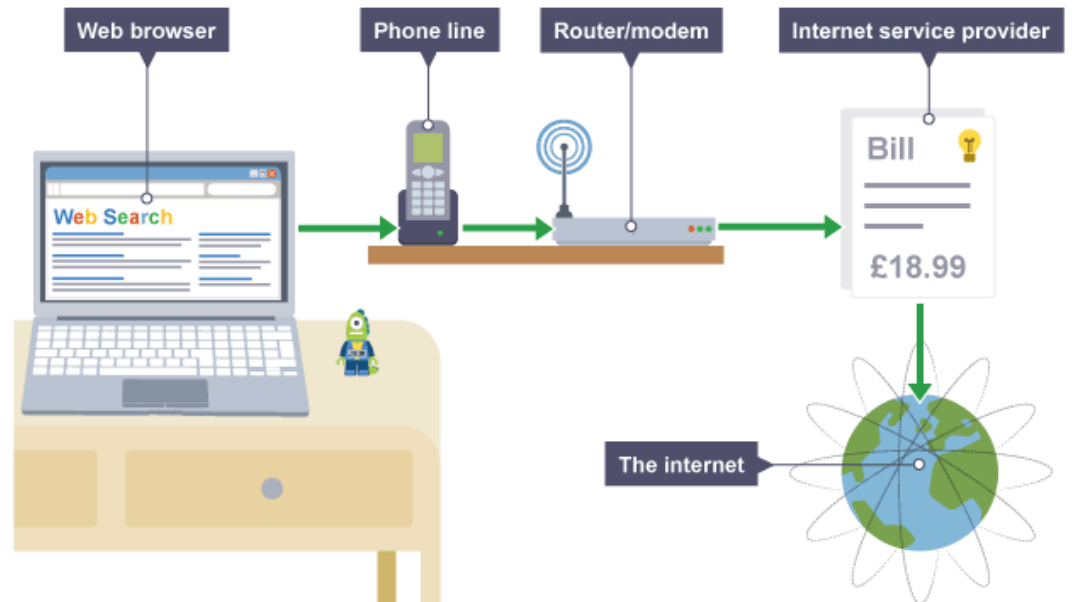 Web browser
Phone line
Router/modem
Internet service provider
Web Search
Bill
£18.99
The internet